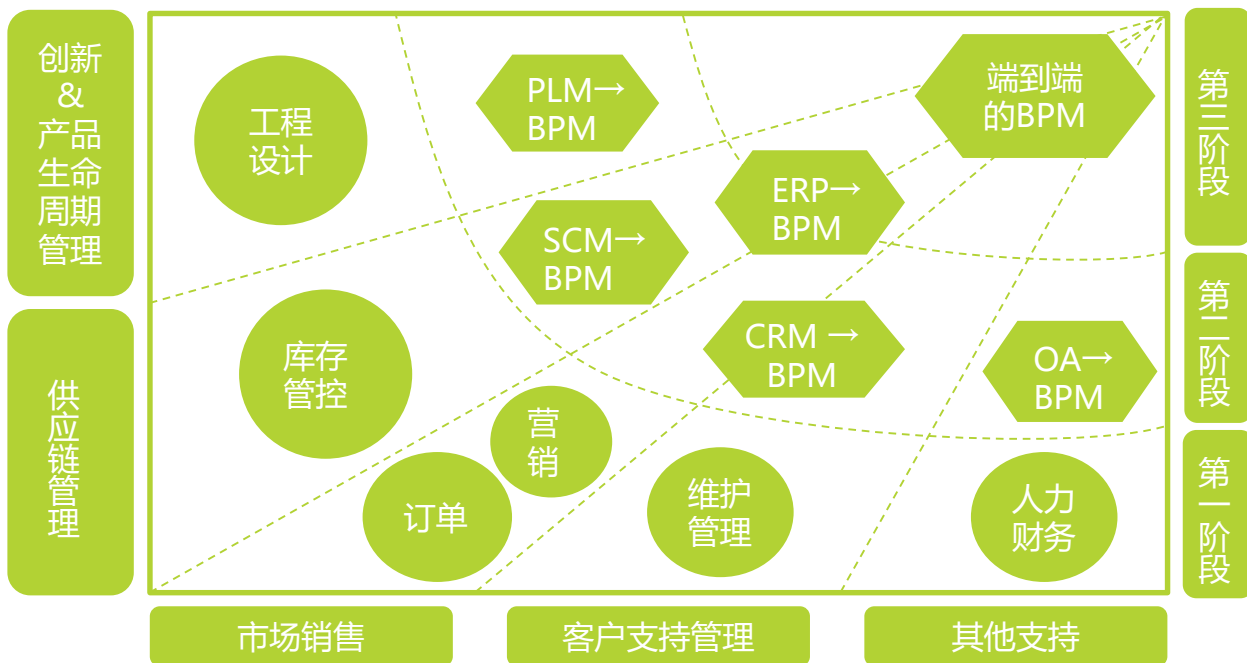 创新
&
产品
生命
周期
管理
供应链管理
工程
设计
PLM→
BPM
端到端
的BPM
SCM→
BPM
ERP→
BPM
库存
管控
CRM →
BPM
OA→
BPM
营
销
订单
维护
管理
人力
财务
第三阶段
第二阶段
第一阶段
市场销售
客户支持管理
其他支持